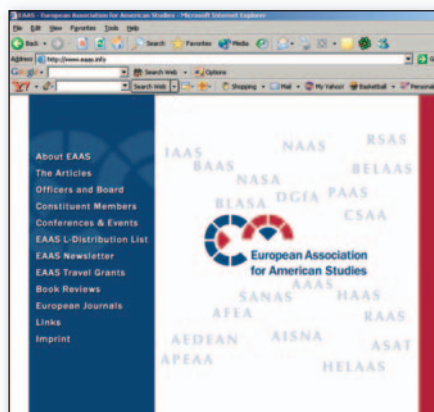 EAAS - European Association for American Studies - Microsoft Internet Explorer
File Edit View Favorites Tools Help
Back Search Favorites Media
Address http://www.eaas.info
Google Search Web Options
Y! Search Web Shopping Mail My Yahoo! Basketball Personal
About EAAS
The Articles
Officers and Board
Constituent Members
Conferences & Events
EAAS L-Distribution List
EAAS Newsletter
EAAS Travel Grants
Book Reviews
European Journals
Links
Imprint
IAAS
NAAS
RSAS
BAAS
BELAAS
NASA
BLASA
DGfA
PAAS
CSAA
European Association
for American Studies
AAAS
SANAS
HAAS
AFEA
RAAS
AEDEAN
AISNA
ASAT
APEAA
HELAAS